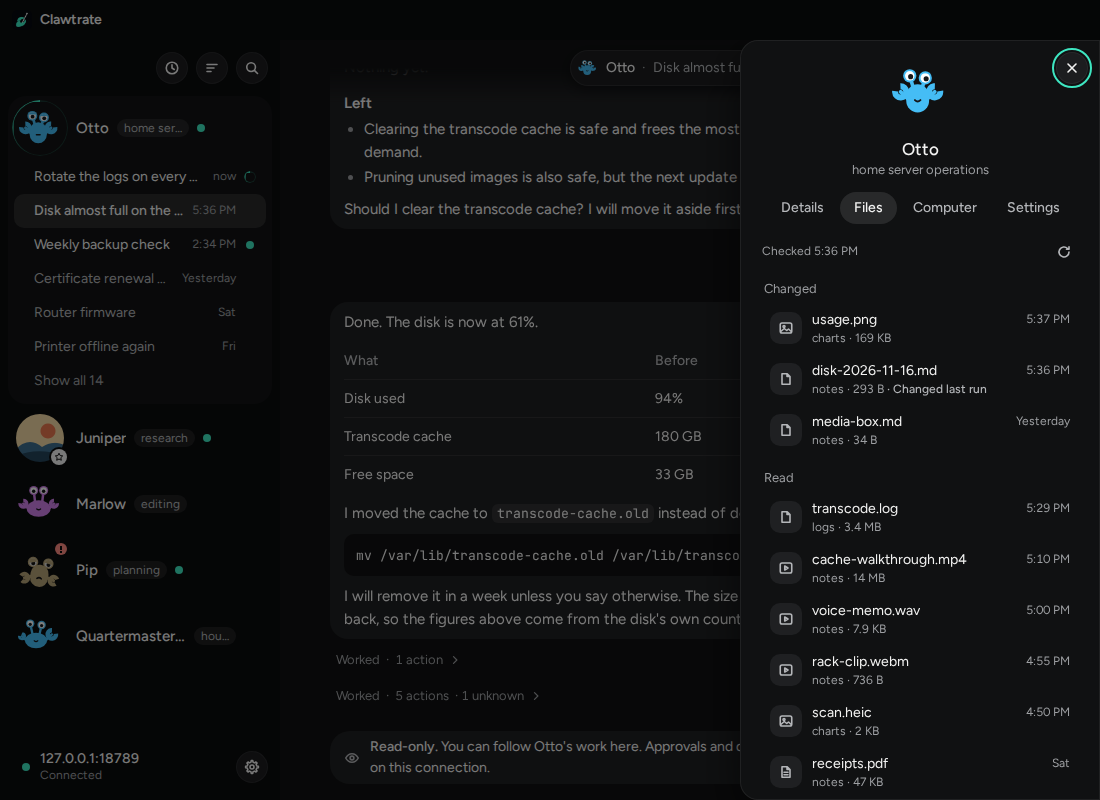 Clawtrate
Otto
home ser...
Rotate the logs on every ...
now
Disk almost full on the ...
5:36 PM
Weekly backup check
2:34 PM
Certificate renewal ...
Yesterday
Router firmware
Sat
Printer offline again
Fri
Show all 14
Juniper
research
Marlow
editing
Pip
planning
Quartermaster...
hou...
127.0.0.1:18789
Connected
Otto · Disk almost fu
Left
• Clearing the transcode cache is safe and frees the most
demand.
• Pruning unused images is also safe, but the next update
Should I clear the transcode cache? I will move it aside first
Done. The disk is now at 61%.
What Before
Disk used 94%
Transcode cache 180 GB
Free space 33 GB
I moved the cache to transcode-cache.old instead of d
mv /var/lib/transcode-cache.old /var/lib/transco
I will remove it in a week unless you say otherwise. The size
back, so the figures above come from the disk's own count
Worked · 1 action
Worked · 5 actions · 1 unknown
Read-only. You can follow Otto's work here. Approvals and
on this connection.
Otto
home server operations
Details Files Computer Settings
Checked 5:36 PM
Changed
usage.png 5:37 PM
charts · 169 KB
disk-2026-11-16.md 5:36 PM
notes · 293 B · Changed last run
media-box.md Yesterday
notes · 34 B
Read
transcode.log 5:29 PM
logs · 3.4 MB
cache-walkthrough.mp4 5:10 PM
notes · 14 MB
voice-memo.wav 5:00 PM
notes · 7.9 KB
rack-clip.webm 4:55 PM
notes · 736 B
scan.heic 4:50 PM
charts · 2 KB
receipts.pdf Sat
notes · 47 KB